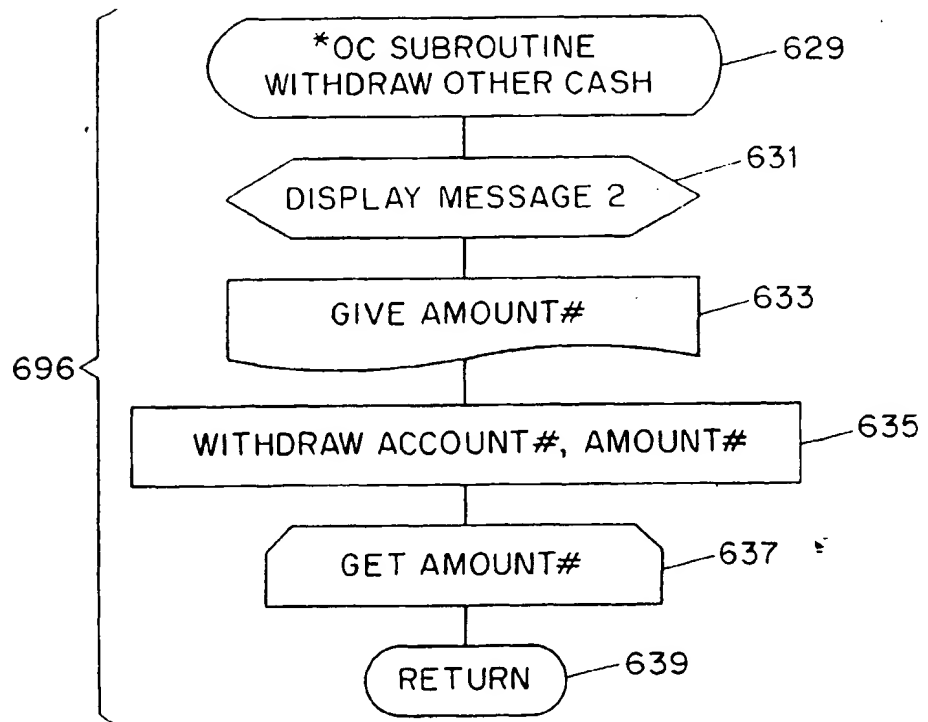 *OC SUBROUTINE
WITHDRAW OTHER CASH
629
DISPLAY MESSAGE 2
631
GIVE AMOUNT#
633
696
WITHDRAW ACCOUNT#, AMOUNT#
635
GET AMOUNT#
637
RETURN
639